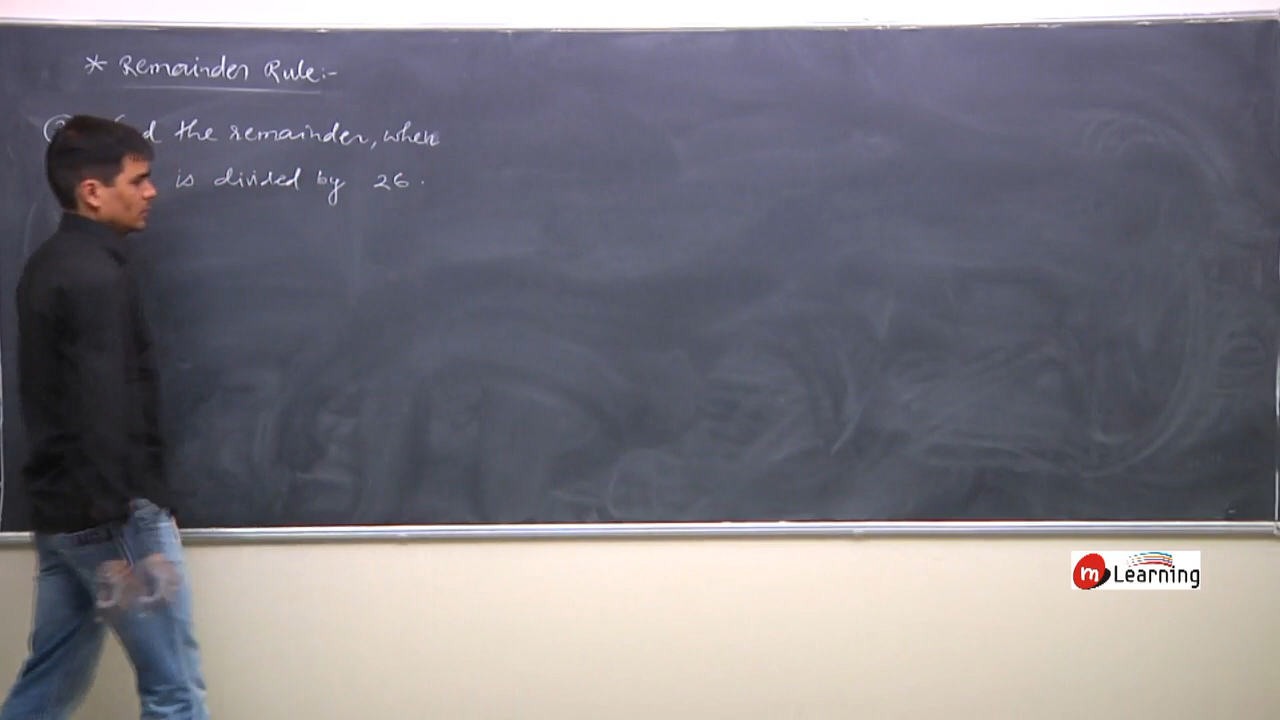 * Remainder Rule:-
the remainder, when
is divided by 26.
m Learning